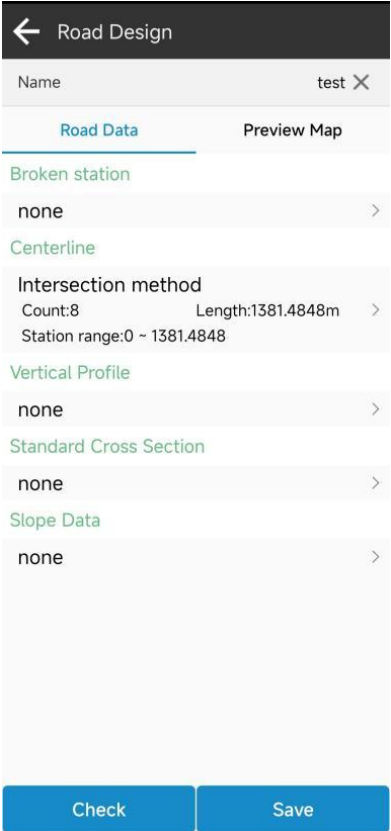 Road Design
Name test
Road Data Preview Map
Broken station
none
Centerline
Intersection method
Count:8 Length:1381.4848m
Station range:0 ~ 1381.4848
Vertical Profile
none
Standard Cross Section
none
Slope Data
none
Check Save